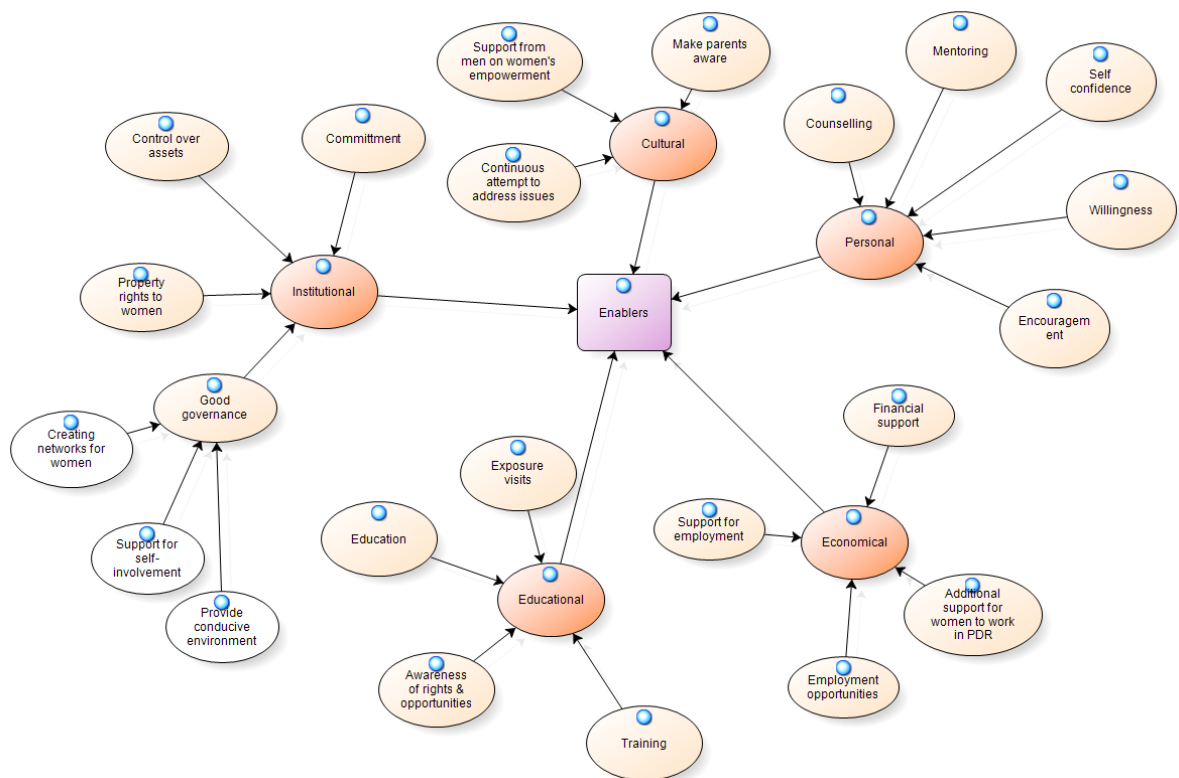 Support from
men on women's
empowerment
Make parents
aware
Mentoring
Self
confidence
Counselling
Control over
assets
Committment
Cultural
Continuous
attempt to
address issues
Willingness
Personal
Property
rights to
women
Institutional
Enablers
Encouragem
ent
Good
governance
Financial
support
Creating
networks for
women
Exposure
visits
Support for
employment
Economical
Education
Support for
self-
involvement
Educational
Additional
support for
women to work
in PDR
Provide
conducive
environment
Awareness
of rights &
opportunities
Employment
opportunities
Training